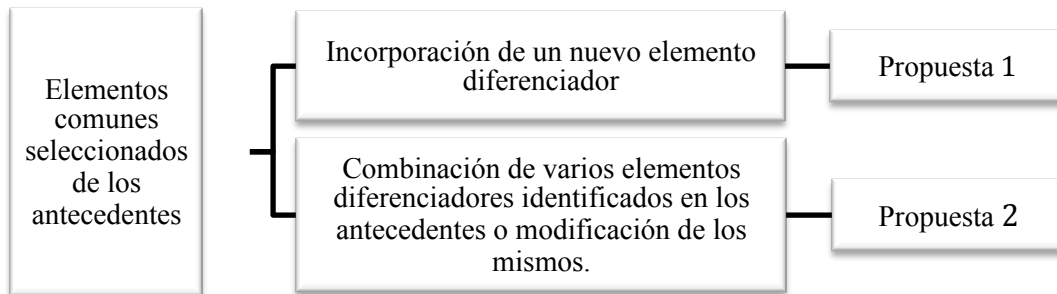 Elementos
comunes
seleccionados
de los
antecedentes
Incorporación de un nuevo elemento
diferenciador
Propuesta 1
Combinación de varios elementos
diferenciadores identificados en los
antecedentes o modificación de los
mismos.
Propuesta 2